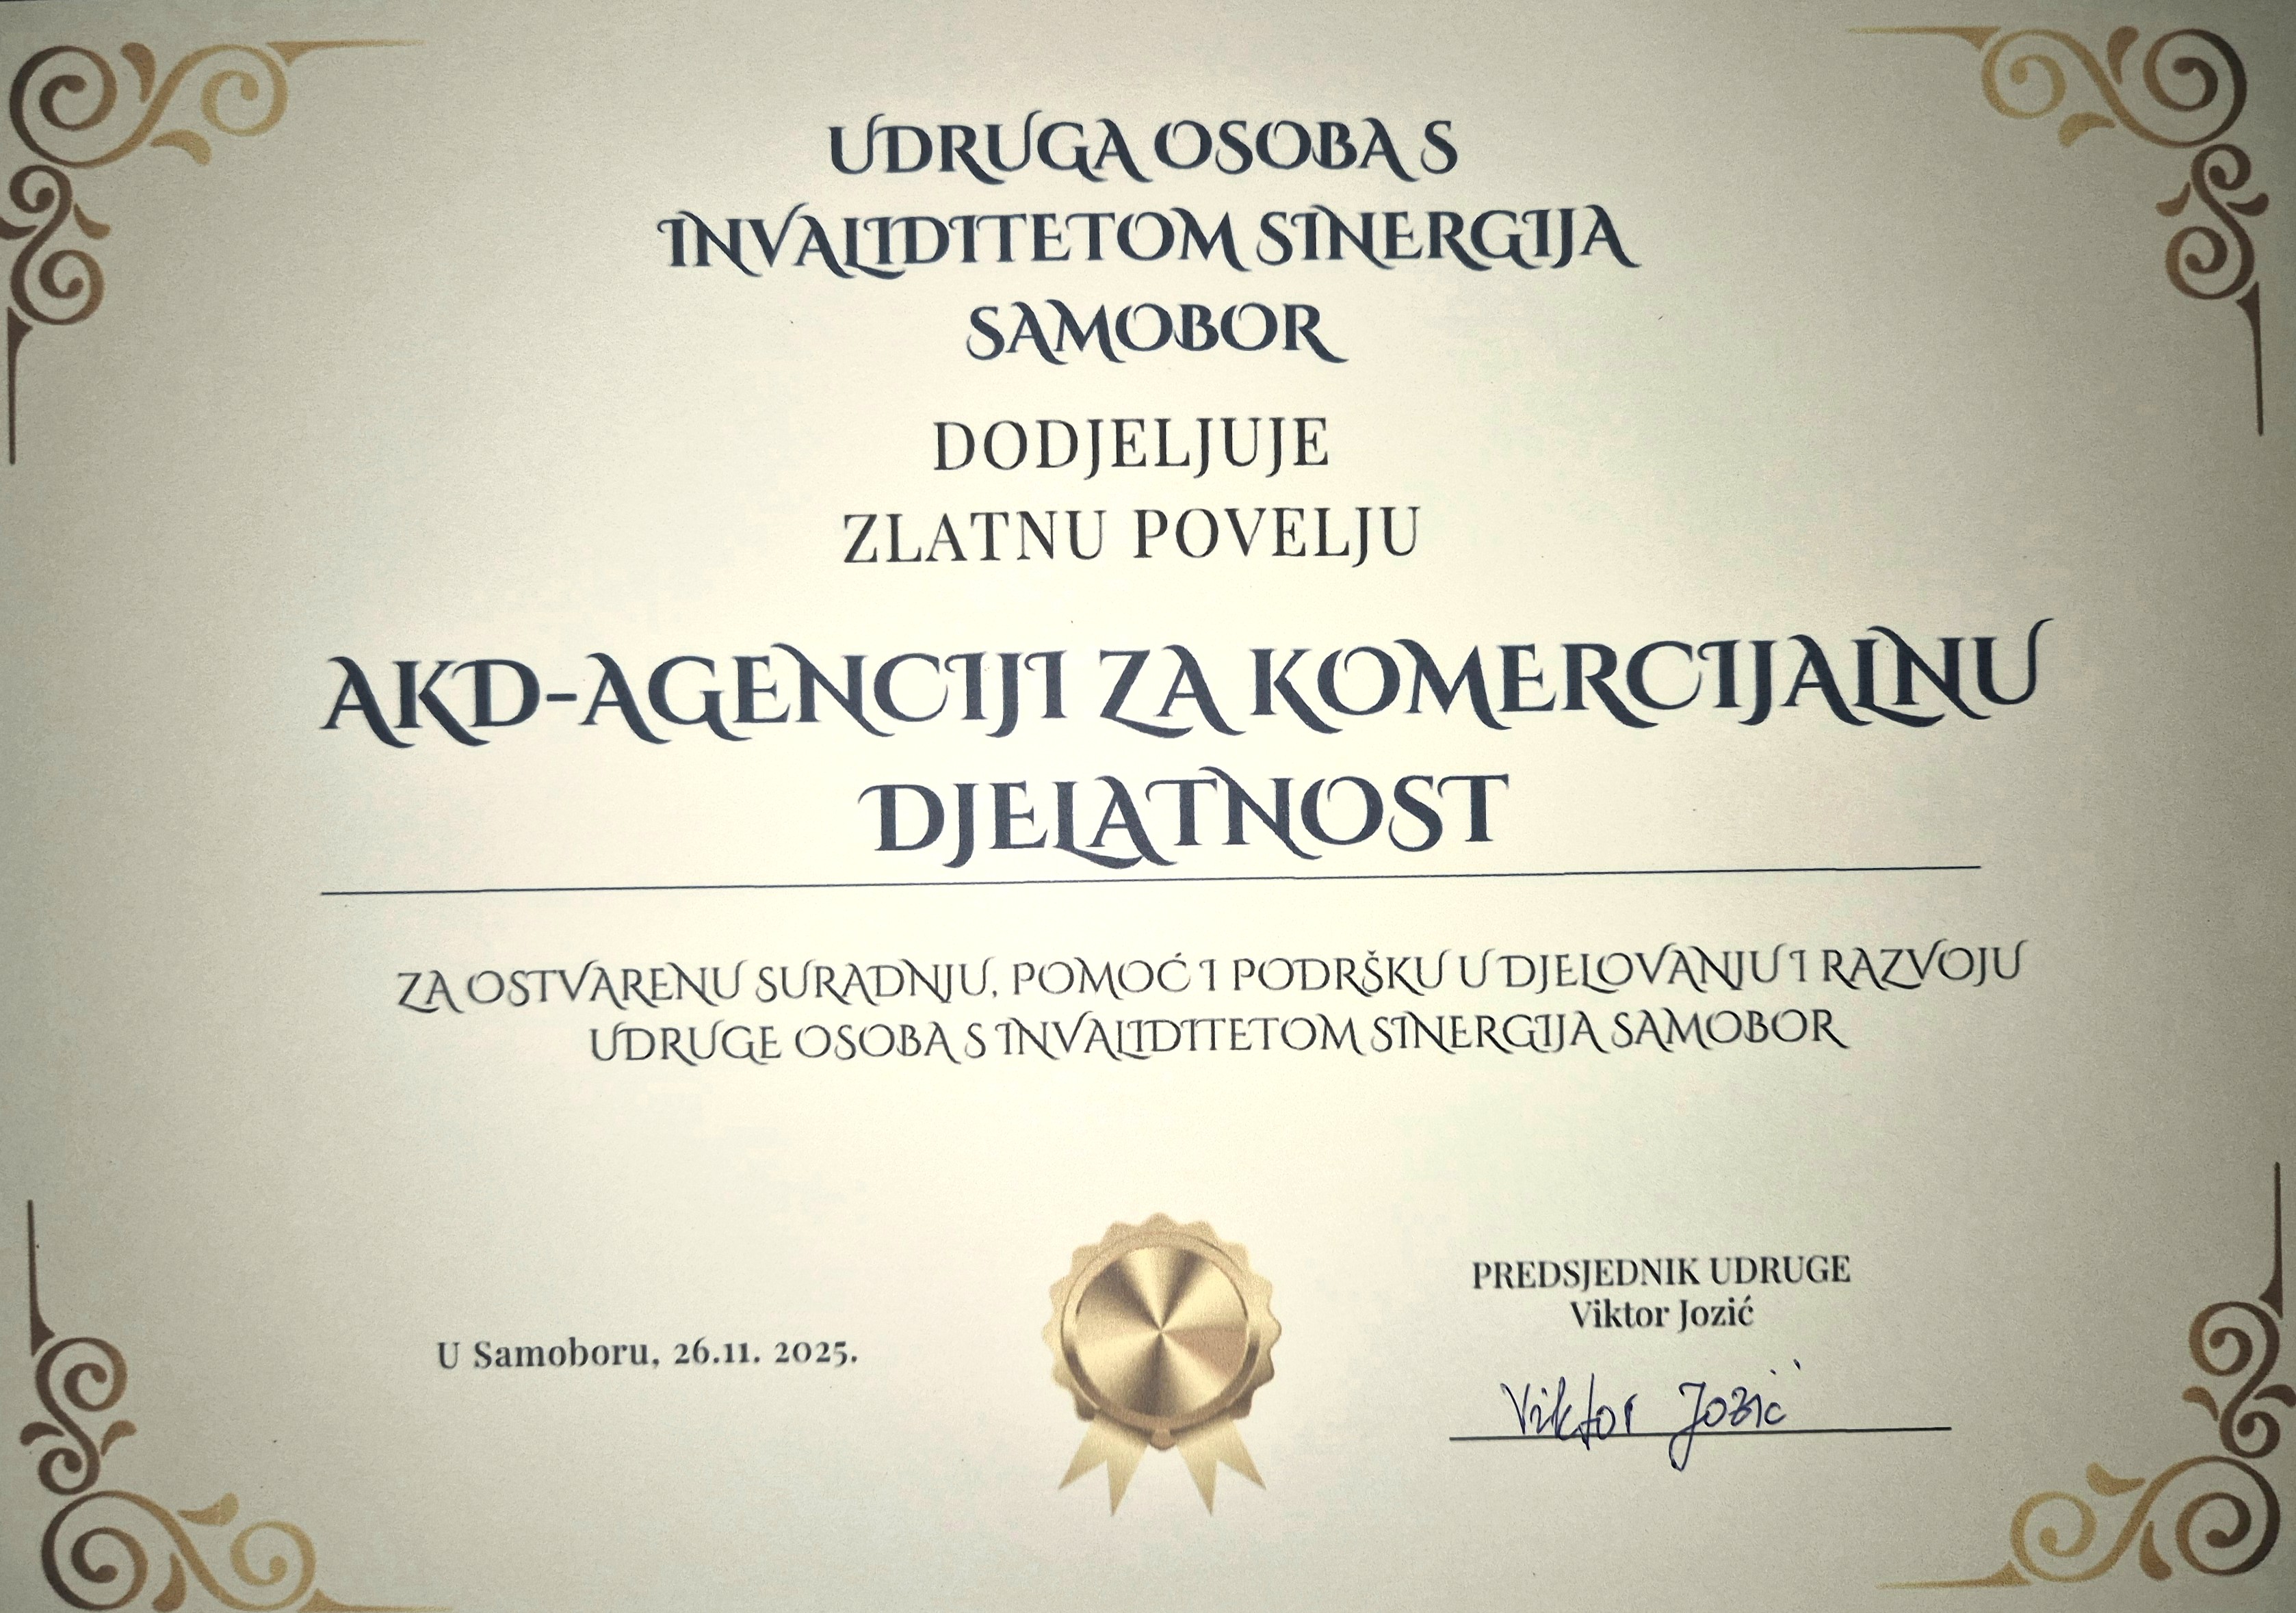 UDRUGA OSOBA S
INVALIDITETOM SINERGIJA
SAMOBOR
DODJELJUJE
ZLATNU POVELJU
AKD-AGENCIJI ZA KOMERCIJALNU
DJELATNOST
ZA OSTVARENU SURADNJU, POMOĆ I PODRŠKU U DJELOVANJU I RAZVOJU
UDRUGE OSOBA S INVALIDITETOM SINERGIJA SAMOBOR
U Samoboru, 26.11. 2025.
PREDSJEDNIK UDRUGE
Viktor Jozić
Viktor Jozić